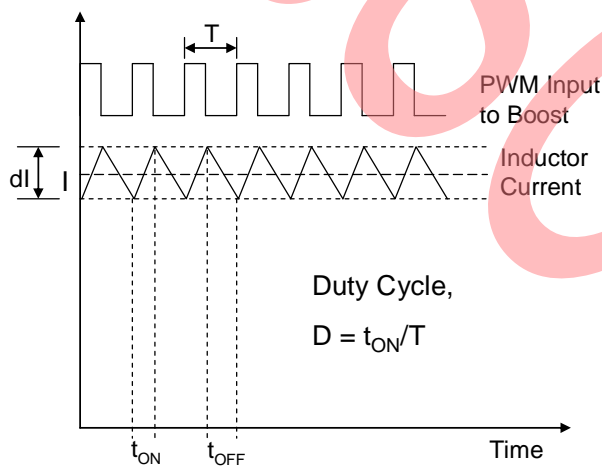 T
PWM Input
to Boost
dI
I
Inductor
Current
Duty Cycle,
D = tON/T
tON
tOFF
Time